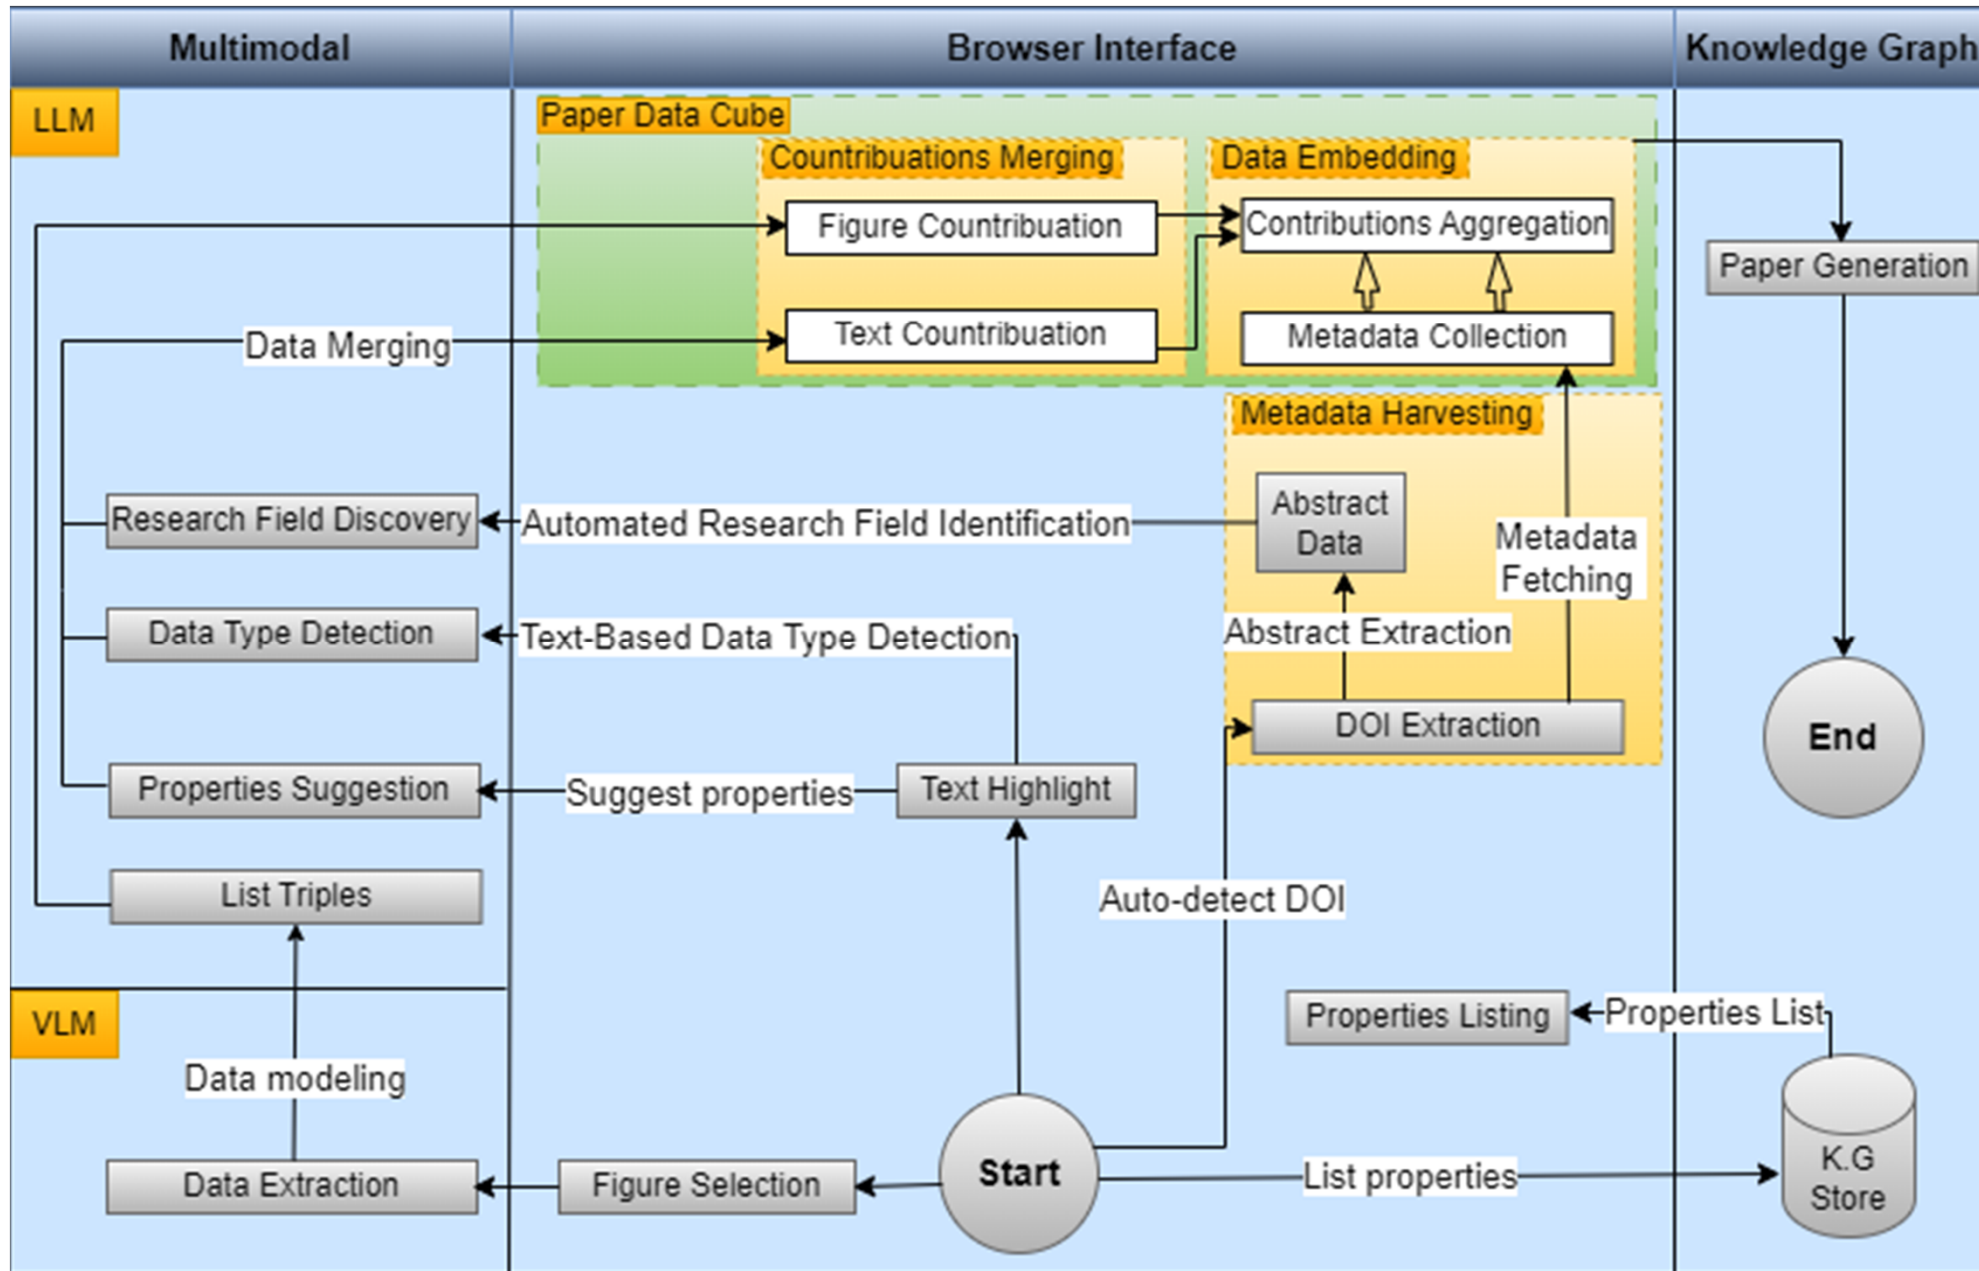 Multimodal
Browser Interface
Knowledge Graph
LLM
Paper Data Cube
Countribuations Merging
Data Embedding
Figure Countribuation
Contributions Aggregation
Paper Generation
Text Countribuation
Metadata Collection
Data Merging
Metadata Harvesting
Research Field Discovery
Automated Research Field Identification
Abstract
Data
Metadata
Fetching
Data Type Detection
Text-Based Data Type Detection
Abstract Extraction
DOI Extraction
End
Properties Suggestion
Suggest properties
Text Highlight
List Triples
Auto-detect DOI
VLM
Properties Listing
Properties List
Data modeling
Data Extraction
Figure Selection
Start
List properties
K.G
Store